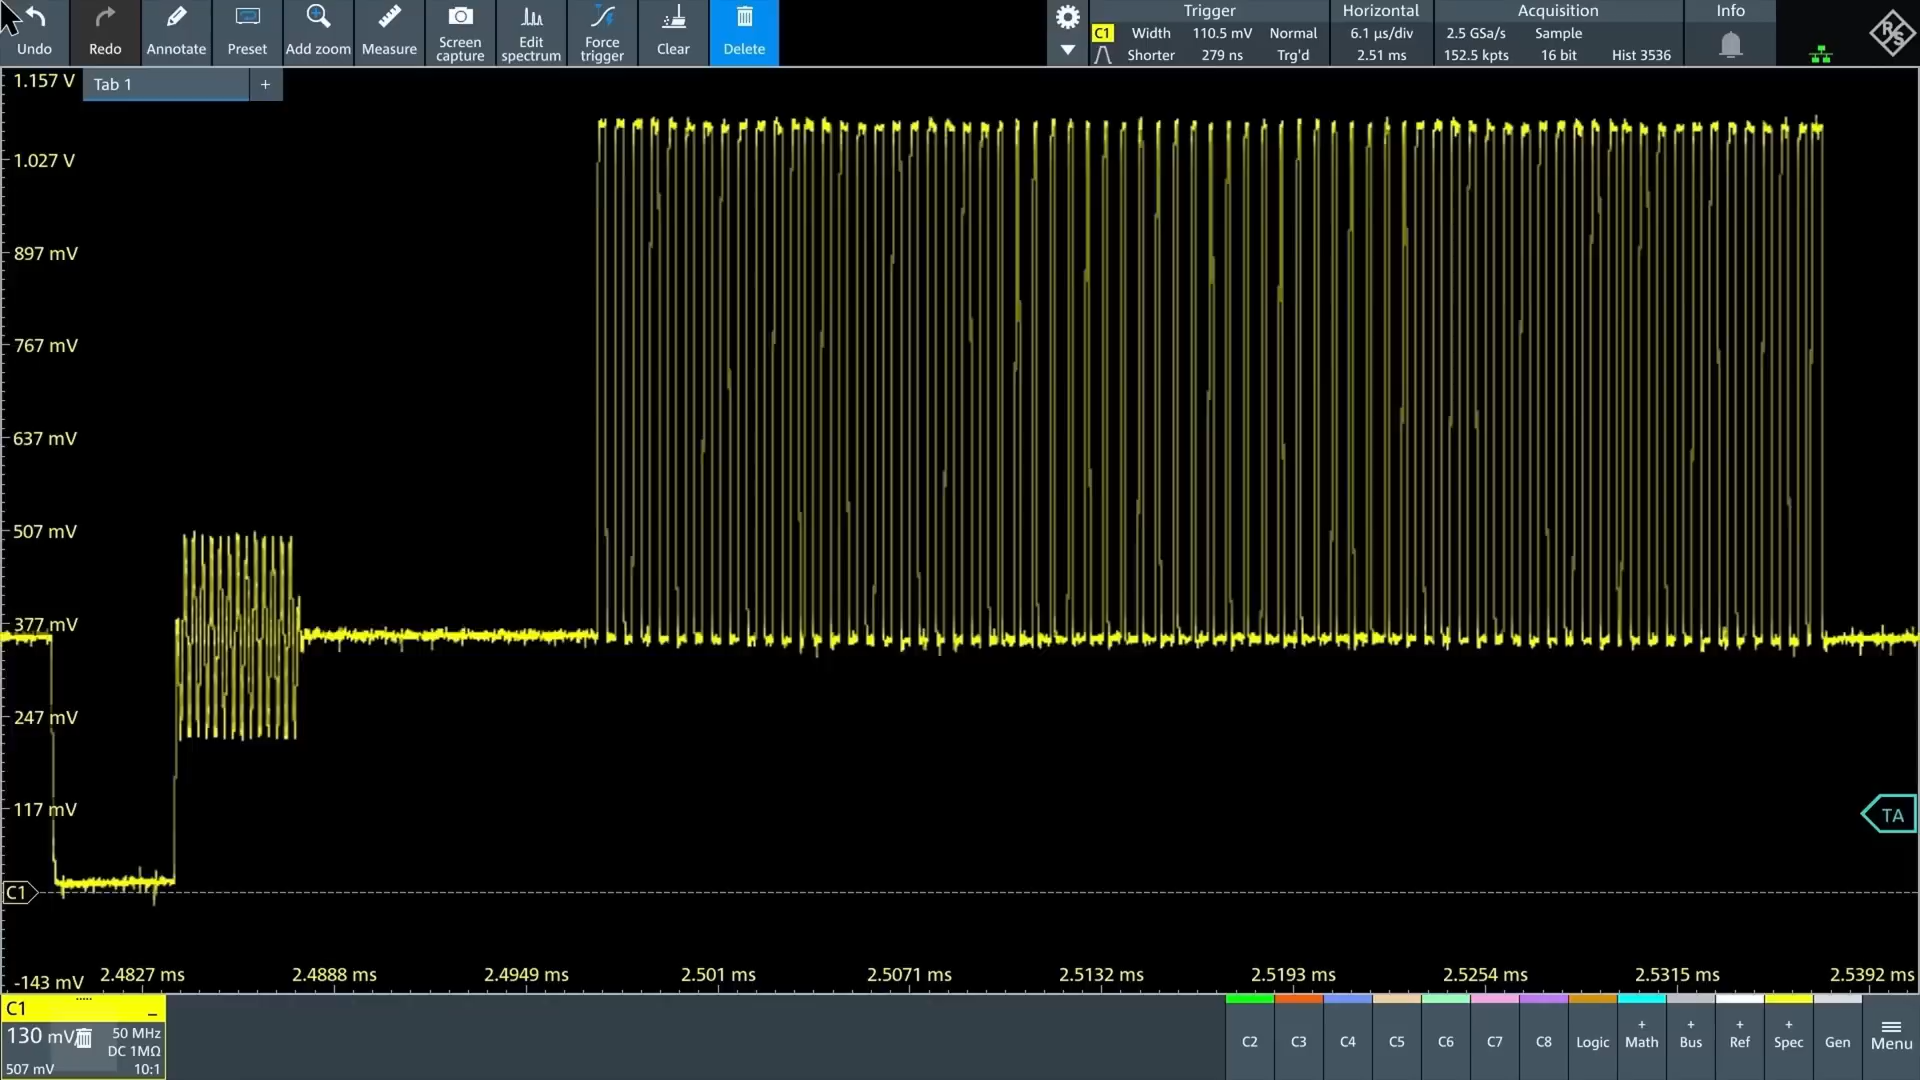 Undo
Redo
Annotate
Preset
Add zoom
Measure
Screen
capture
Edit
spectrum
Force
trigger
Clear
Delete
Trigger
C1 Width 110.5 mV Normal
Shorter 279 ns Trg'd
Horizontal
6.1 µs/div
2.51 ms
Acquisition
2.5 GSa/s Sample
152.5 kpts 16 bit Hist 3536
Info
R&S
Tab 1 +
1.157 V
1.027 V
897 mV
767 mV
637 mV
507 mV
377 mV
247 mV
117 mV
TA
C1
-143 mV
2.4827 ms 2.4888 ms 2.4949 ms 2.501 ms 2.5071 ms 2.5132 ms 2.5193 ms 2.5254 ms 2.5315 ms 2.5392 ms
C1
130 mV/ 50 MHz
DC 1MΩ
507 mV 10:1
C2
C3
C4
C5
C6
C7
C8
Logic
+ Math
+ Bus
+ Ref
+ Spec
Gen
Menu